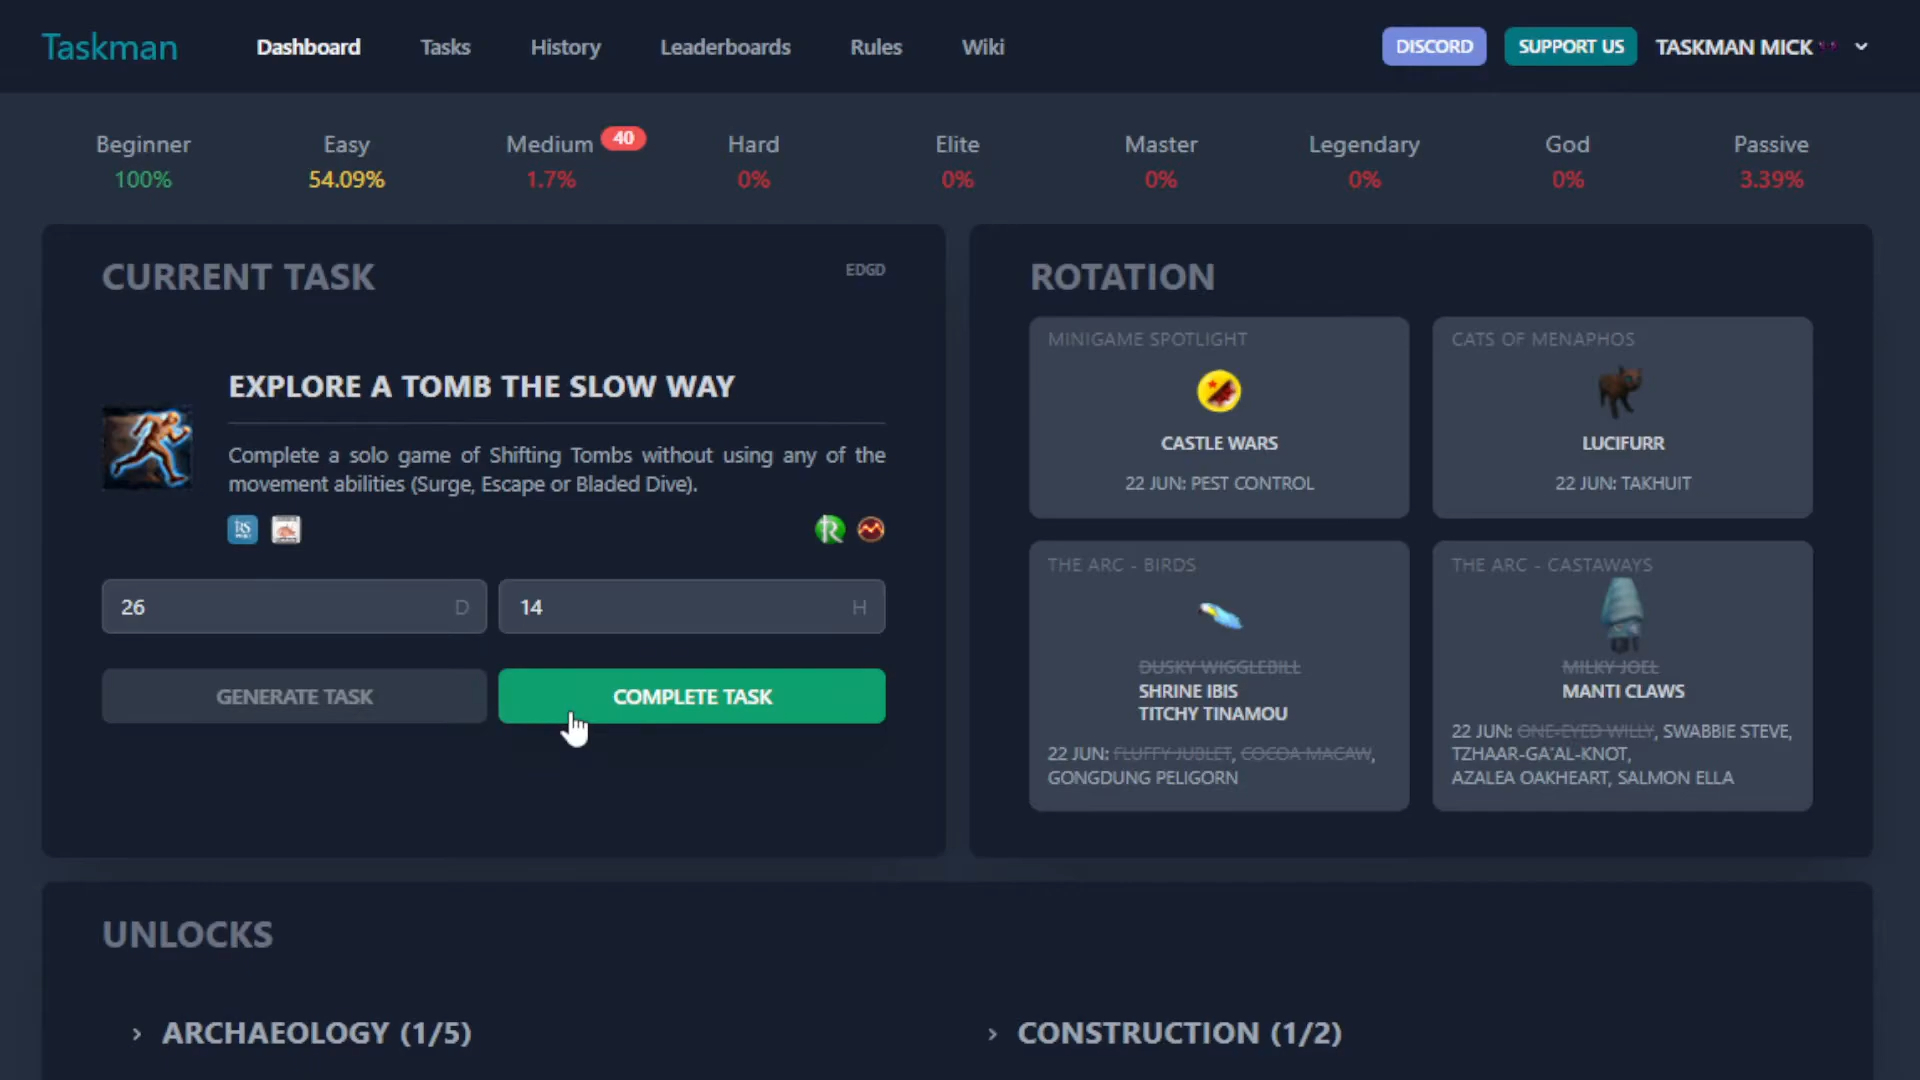 Taskman
Dashboard
Tasks
History
Leaderboards
Rules
Wiki
DISCORD
SUPPORT US
TASKMAN MICK
Beginner
100%
Easy
54.09%
Medium 40
1.7%
Hard
0%
Elite
0%
Master
0%
Legendary
0%
God
0%
Passive
3.39%
CURRENT TASK
EDGD
EXPLORE A TOMB THE SLOW WAY
Complete a solo game of Shifting Tombs without using any of the
movement abilities (Surge, Escape or Bladed Dive).
26 D
14 H
GENERATE TASK
COMPLETE TASK
ROTATION
MINIGAME SPOTLIGHT
CASTLE WARS
22 JUN: PEST CONTROL
CATS OF MENAPHOS
LUCIFURR
22 JUN: TAKHUIT
THE ARC - BIRDS
DUSKY WIGGLEBILL
SHRINE IBIS
TITCHY TINAMOU
22 JUN: FLUFFY JUBLET, COCOA MACAW,
GONGDUNG PELIGORN
THE ARC - CASTAWAYS
MILKY JOEL
MANTI CLAWS
22 JUN: ONE-EYED WILLY, SWABBIE STEVE,
TZHAAR-GA'AL-KNOT,
AZALEA OAKHEART, SALMON ELLA
UNLOCKS
ARCHAEOLOGY (1/5)
CONSTRUCTION (1/2)